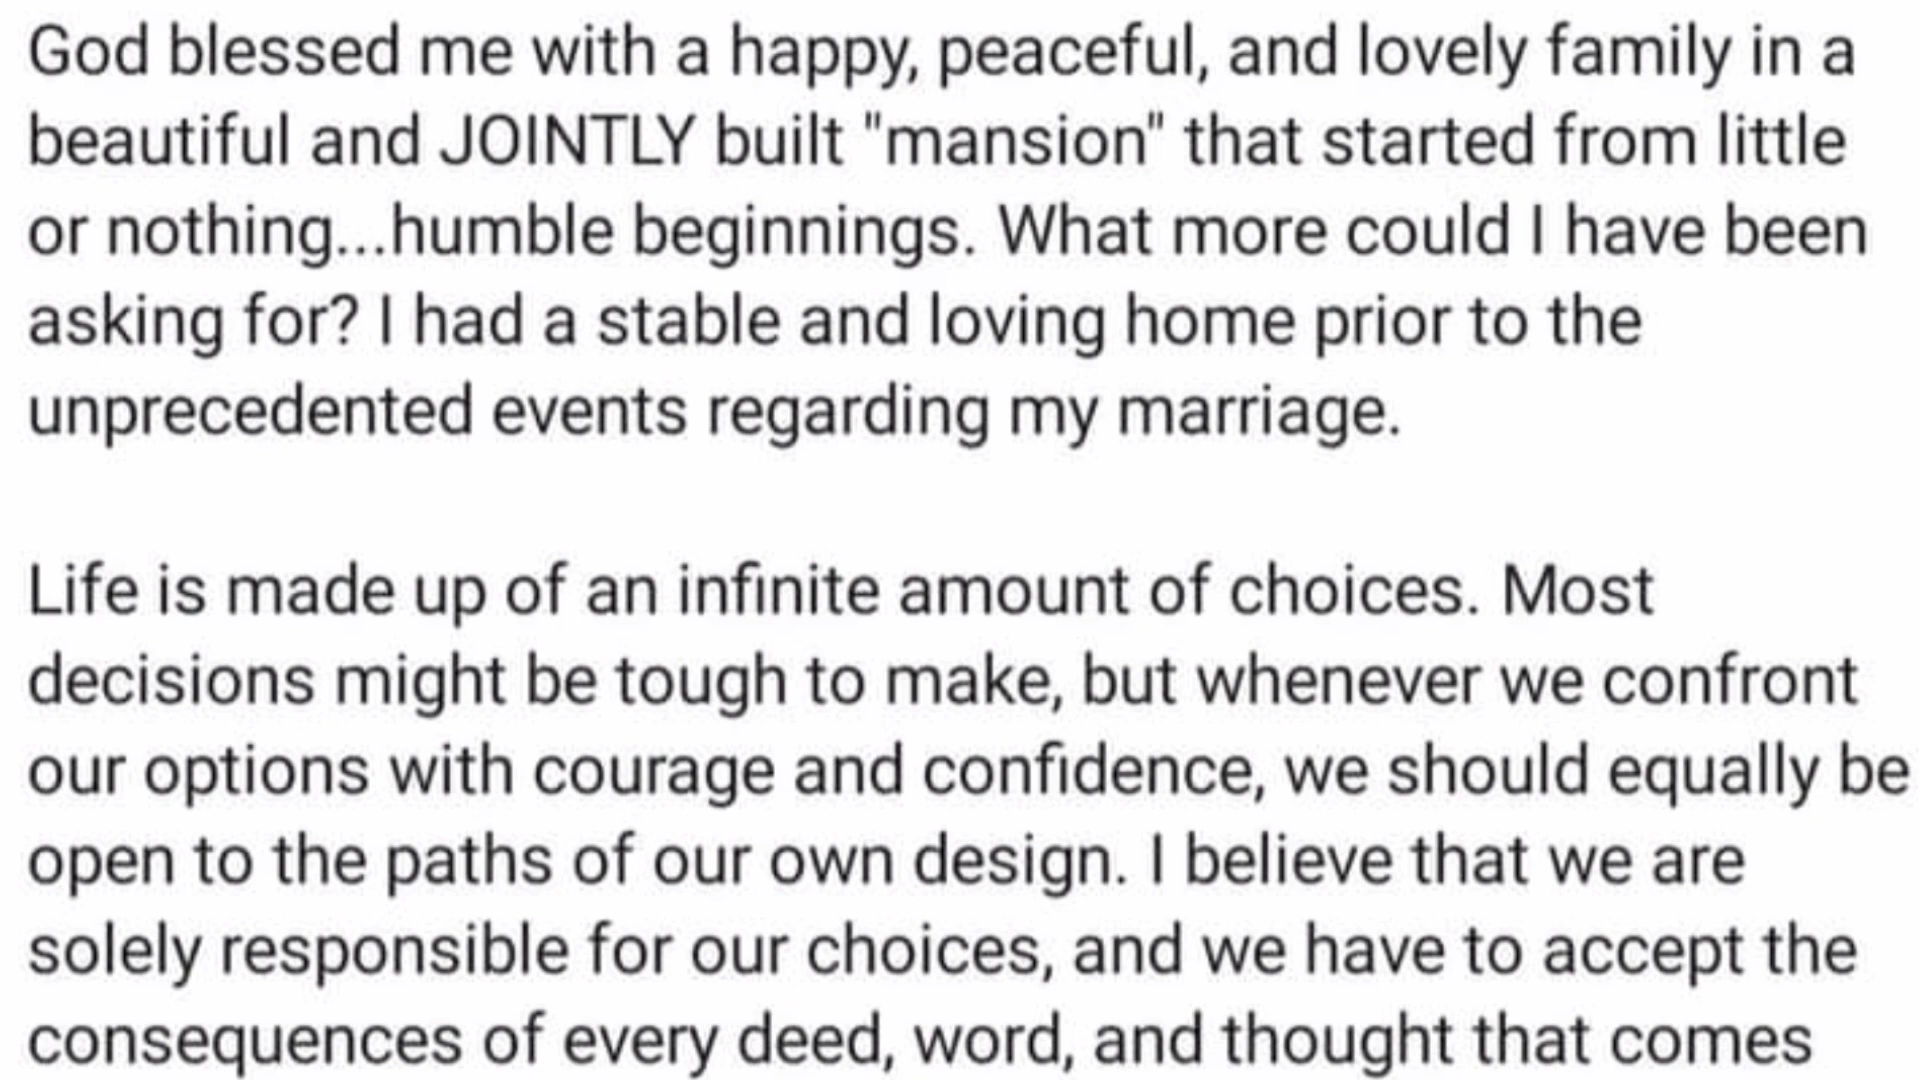 God blessed me with a happy, peaceful, and lovely family in a
beautiful and JOINTLY built "mansion" that started from little
or nothing...humble beginnings. What more could I have been
asking for? I had a stable and loving home prior to the
unprecedented events regarding my marriage.
Life is made up of an infinite amount of choices. Most
decisions might be tough to make, but whenever we confront
our options with courage and confidence, we should equally be
open to the paths of our own design. I believe that we are
solely responsible for our choices, and we have to accept the
consequences of every deed, word, and thought that comes